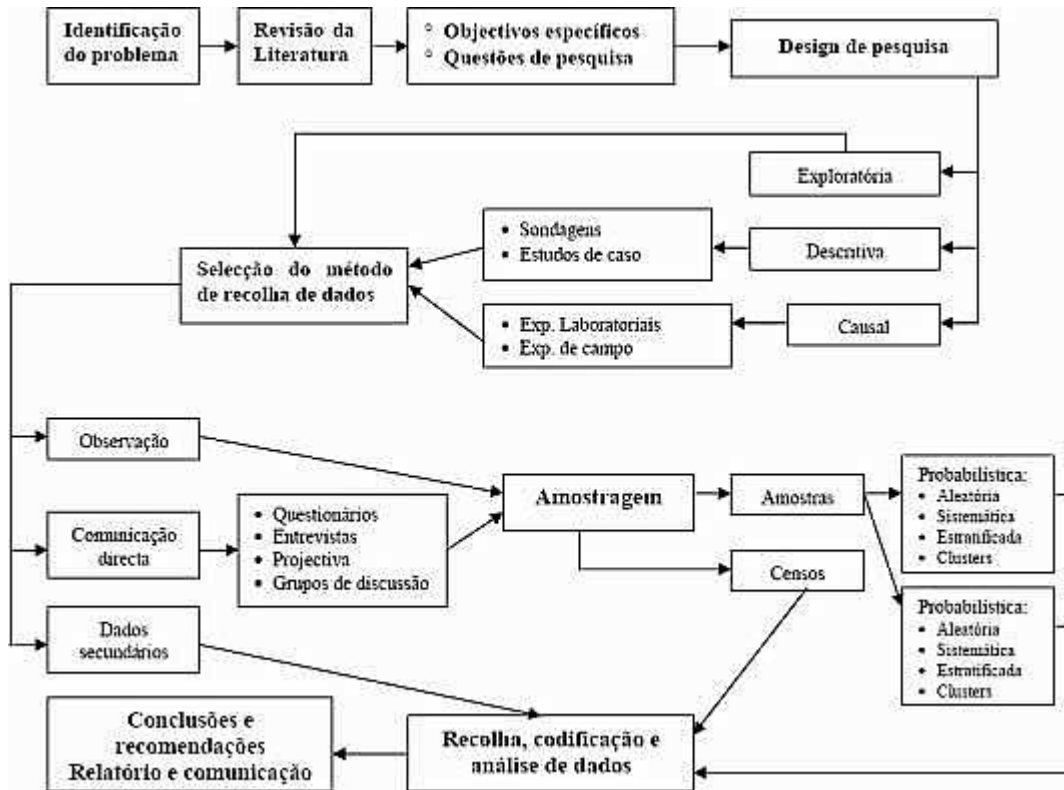 Identificação
do problema
Revisão da
Literatura
° Objectivos específicos
° Questões de pesquisa
Design de pesquisa
Exploratória
• Sondagens
• Estudos de caso
Descritiva
Selecção do método
de recolha de dados
• Exp. Laboratoriais
• Exp. de campo
Causal
Observação
Amostragem
Amostras
Probabilística:
• Aleatória
• Sistemática
• Estratificada
• Clusters
Comunicação
directa
• Questionários
• Entrevistas
• Projectiva
• Grupos de discussão
Censos
Probabilística:
• Aleatória
• Sistemática
• Estratificada
• Clusters
Dados
secundários
Conclusões e
recomendações
Relatório e comunicação
Recolha, codificação e
análise de dados